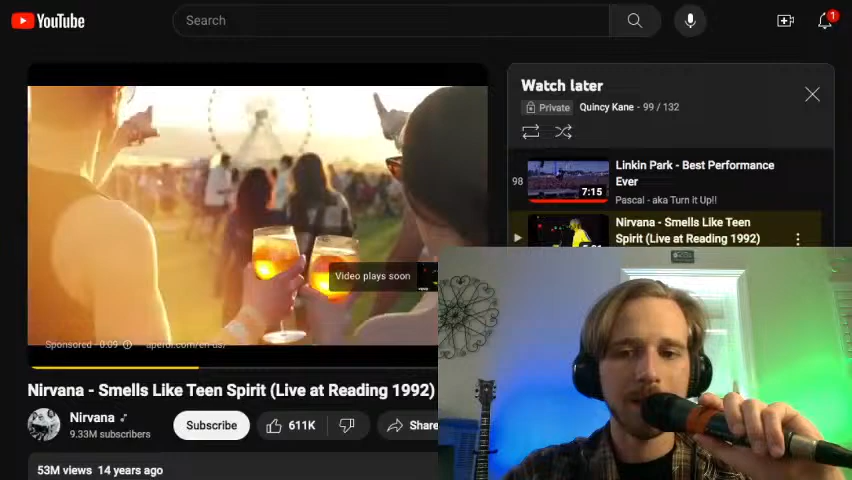 YouTube
Search
1
Watch later
Private Quincy Kane - 99 / 132
98
7:15
Linkin Park - Best Performance
Ever
Pascal - aka Turn it Up!!
Nirvana - Smells Like Teen
Spirit (Live at Reading 1992)
Video plays soon
Sponsored · 0:09 aperol.com/en-us/
Nirvana - Smells Like Teen Spirit (Live at Reading 1992)
Nirvana
9.33M subscribers
Subscribe
611K
Share
53M views 14 years ago